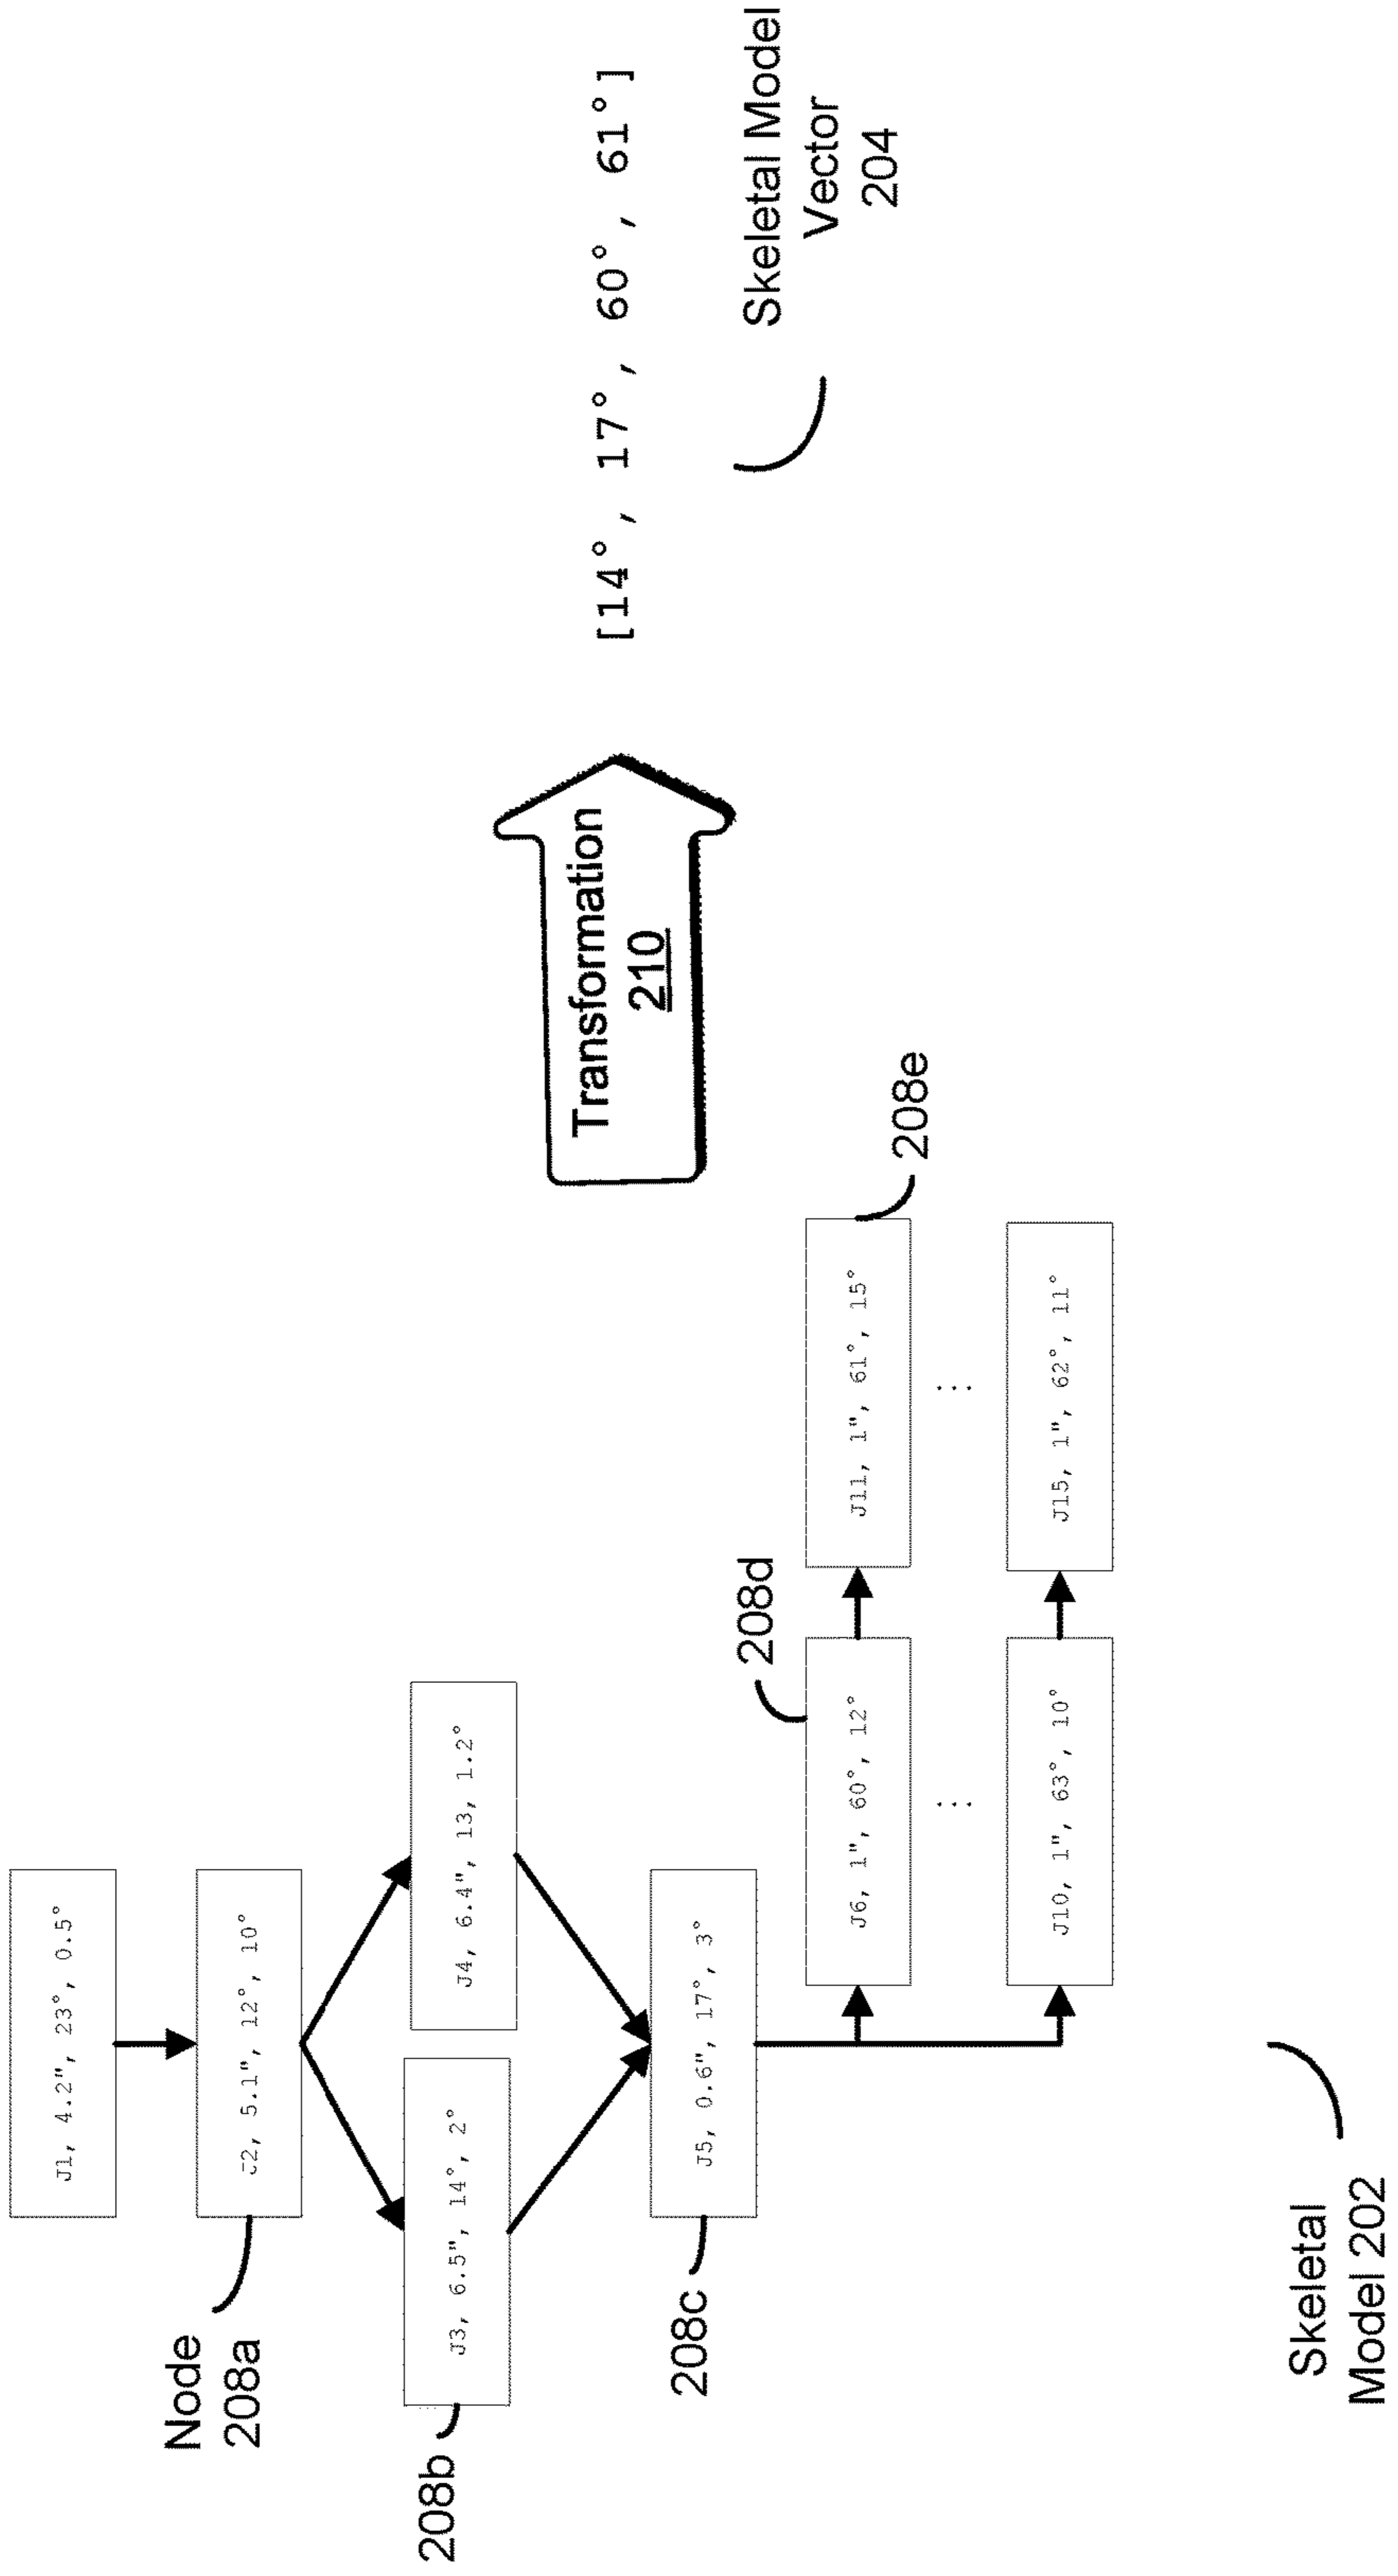 J1, 4.2", 23°, 0.5°
Node
208a
J2, 5.1", 12°, 10°
208b
J3, 6.5", 14°, 2°
J4, 6.4", 13, 1.2°
208c
J5, 0.6", 17°, 3°
208d
J6, 1", 60°, 12°
J11, 1", 61°, 15°
208e
⋮
⋮
J10, 1", 63°, 10°
J15, 1", 62°, 11°
Skeletal
Model 202
Transformation
210
[14°, 17°, 60°, 61°]
Skeletal Model
Vector
204